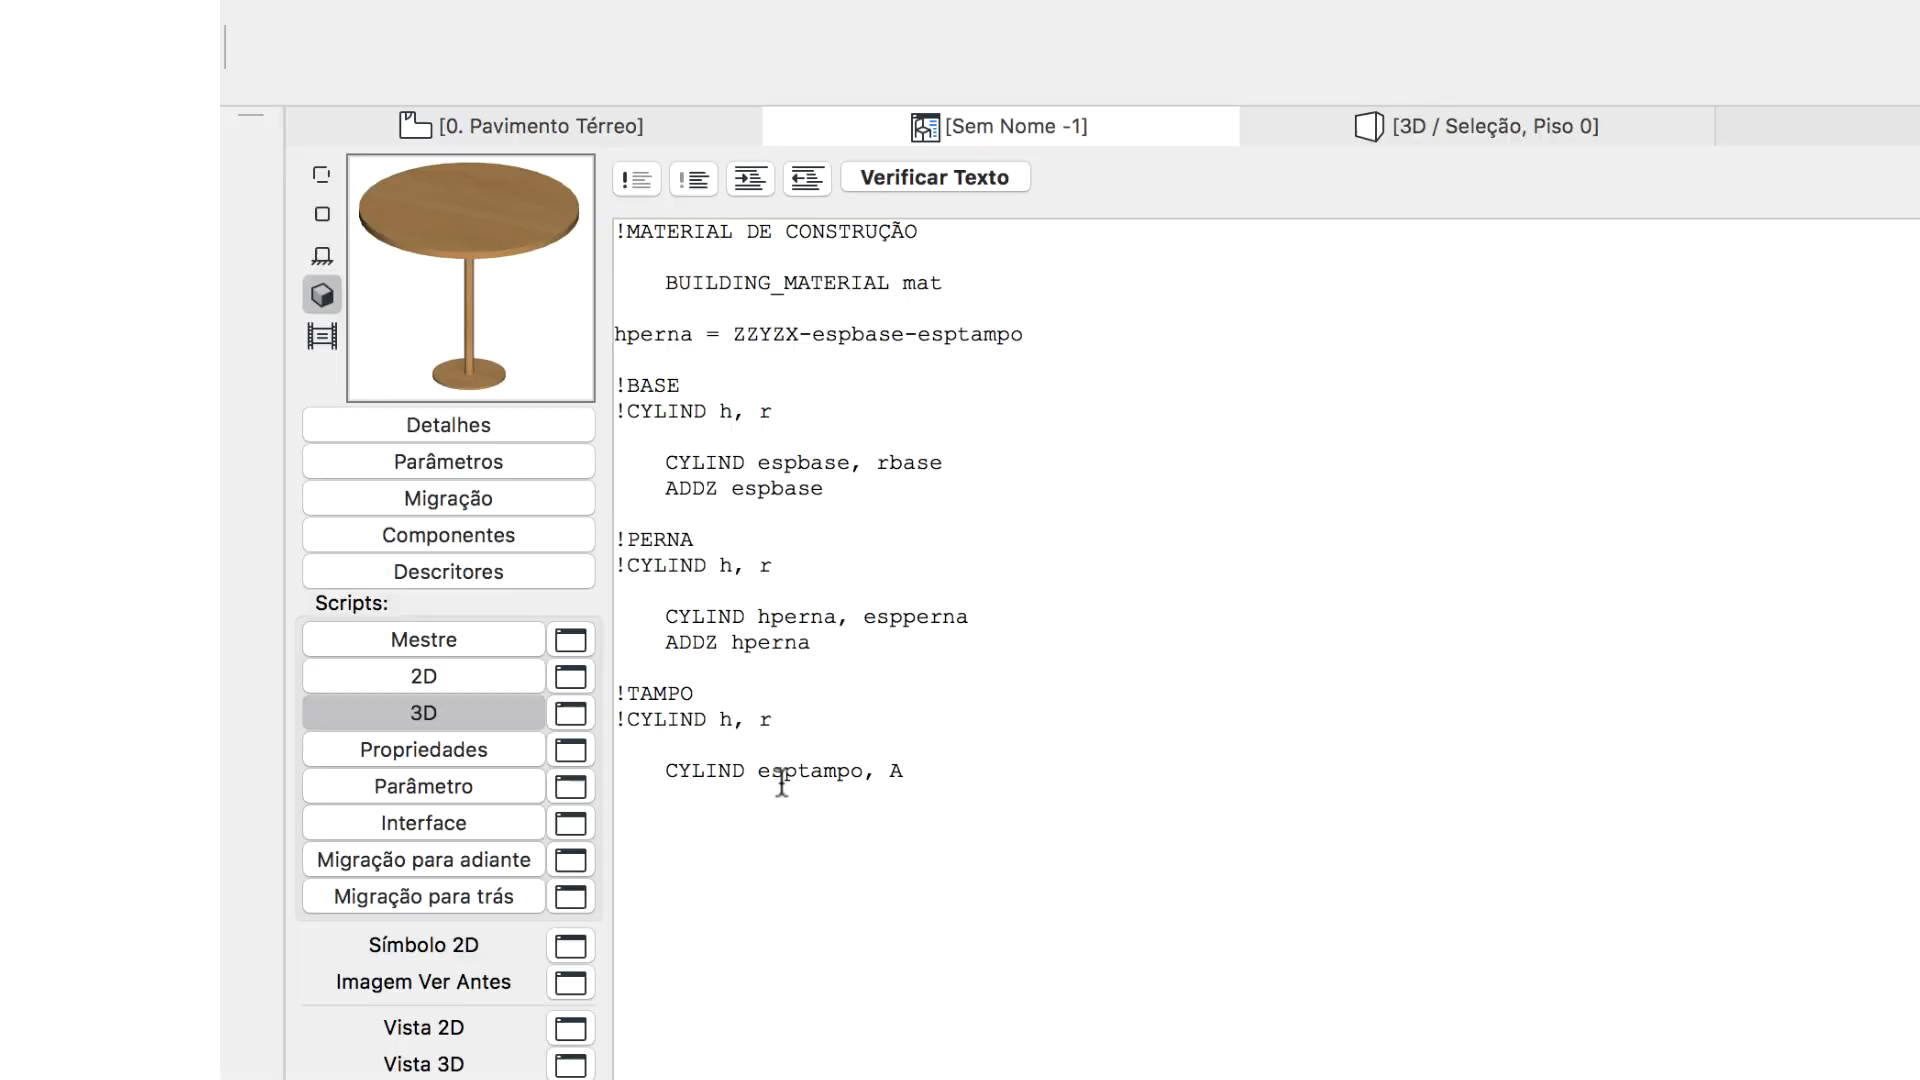 [0. Pavimento Térreo]
[Sem Nome -1]
[3D / Seleção, Piso 0]
Verificar Texto
!MATERIAL DE CONSTRUÇÃO
BUILDING_MATERIAL mat
hperna = ZZYZX-espbase-esptampo
!BASE
!CYLIND h, r
CYLIND espbase, rbase
ADDZ espbase
!PERNA
!CYLIND h, r
CYLIND hperna, espperna
ADDZ hperna
!TAMPO
!CYLIND h, r
CYLIND esptampo, A
Detalhes
Parâmetros
Migração
Componentes
Descritores
Scripts:
Mestre
2D
3D
Propriedades
Parâmetro
Interface
Migração para adiante
Migração para trás
Símbolo 2D
Imagem Ver Antes
Vista 2D
Vista 3D